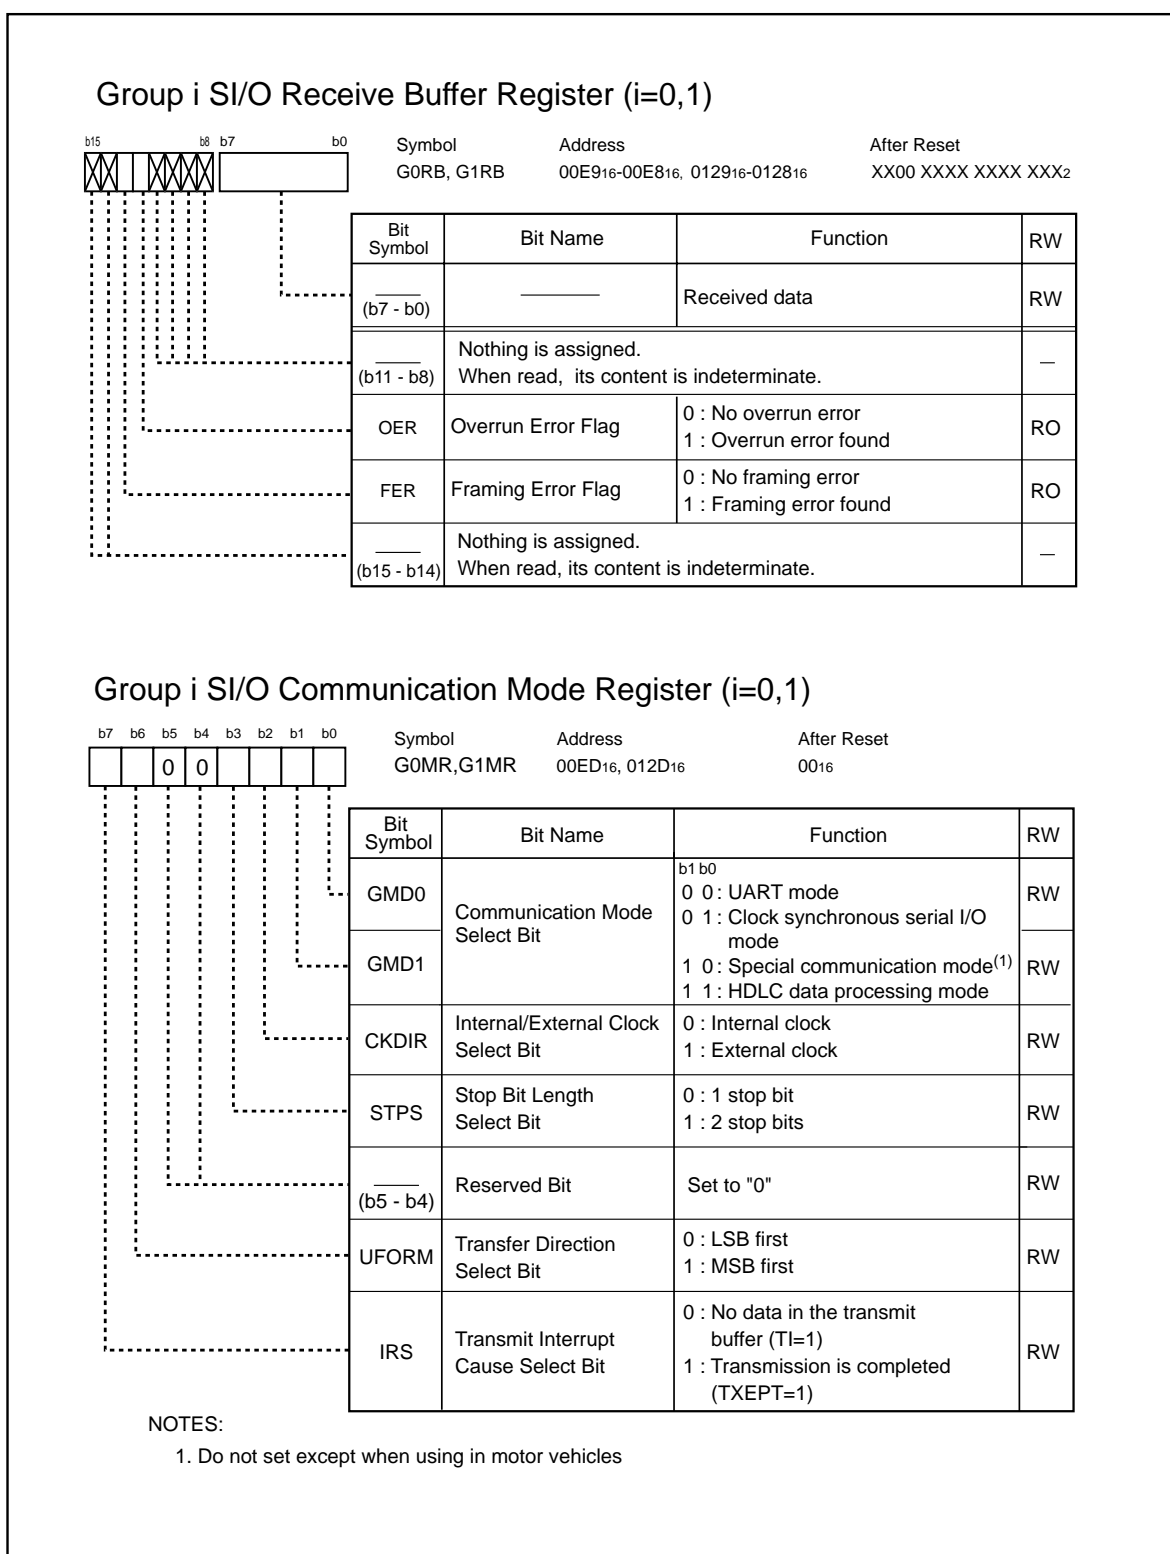 Group i SI/O Receive Buffer Register (i=0,1)
b15 b8 b7 b0
Symbol Address After Reset
G0RB, G1RB 00E916-00E816, 012916-012816 XX00 XXXX XXXX XXX2
Bit Symbol Bit Name Function RW
(b7 - b0) Received data RW
(b11 - b8) Nothing is assigned.
When read, its content is indeterminate. —
OER Overrun Error Flag 0 : No overrun error
1 : Overrun error found RO
FER Framing Error Flag 0 : No framing error
1 : Framing error found RO
(b15 - b14) Nothing is assigned.
When read, its content is indeterminate. —
Group i SI/O Communication Mode Register (i=0,1)
b7 b6 b5 b4 b3 b2 b1 b0
0 0
Symbol Address After Reset
G0MR,G1MR 00ED16, 012D16 0016
Bit Symbol Bit Name Function RW
GMD0 RW
GMD1 RW
Communication Mode
Select Bit
b1 b0
0 0 : UART mode
0 1 : Clock synchronous serial I/O
mode
1 0 : Special communication mode(1)
1 1 : HDLC data processing mode
CKDIR Internal/External Clock
Select Bit 0 : Internal clock
1 : External clock RW
STPS Stop Bit Length
Select Bit 0 : 1 stop bit
1 : 2 stop bits RW
(b5 - b4) Reserved Bit Set to "0" RW
UFORM Transfer Direction
Select Bit 0 : LSB first
1 : MSB first RW
IRS Transmit Interrupt
Cause Select Bit 0 : No data in the transmit
buffer (TI=1)
1 : Transmission is completed
(TXEPT=1) RW
NOTES:
1. Do not set except when using in motor vehicles